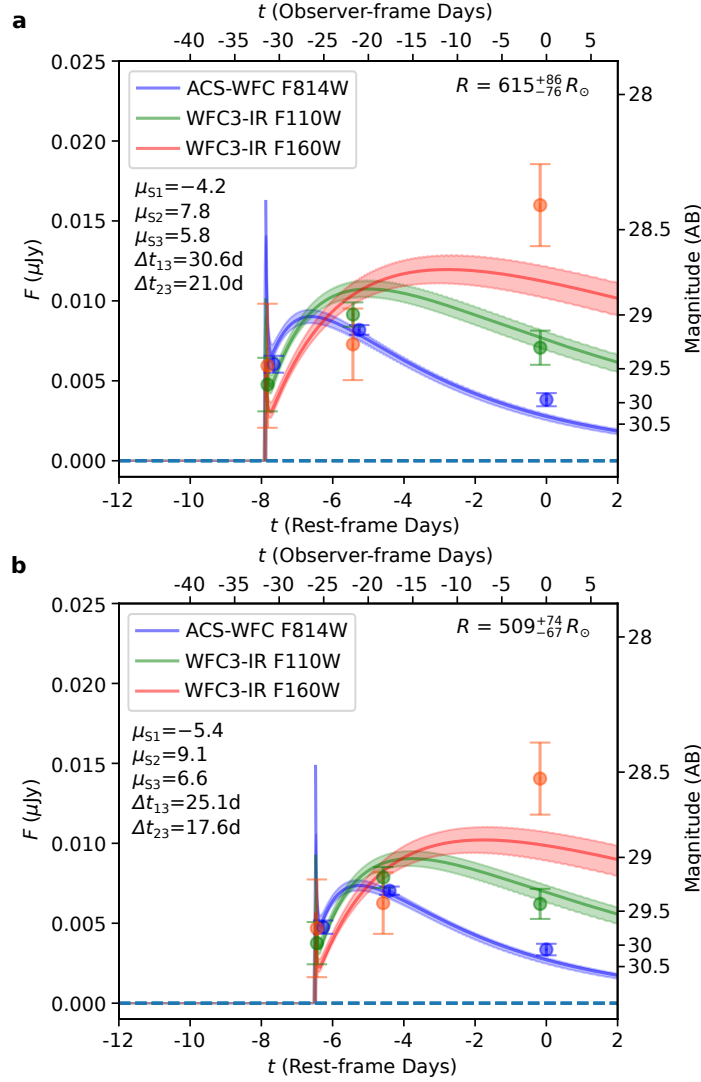 a
t (Observer-frame Days)
-40 -35 -30 -25 -20 -15 -10 -5 0 5
0.025
0.020
0.015
0.010
0.005
0.000
F (μJy)
ACS-WFC F814W
WFC3-IR F110W
WFC3-IR F160W
R = 615+86−76 R⊙
μS1=−4.2
μS2=7.8
μS3=5.8
Δt13=30.6d
Δt23=21.0d
28
28.5
29
29.5
30
30.5
Magnitude (AB)
-12 -10 -8 -6 -4 -2 0 2
t (Rest-frame Days)
b
t (Observer-frame Days)
-40 -35 -30 -25 -20 -15 -10 -5 0 5
0.025
0.020
0.015
0.010
0.005
0.000
F (μJy)
ACS-WFC F814W
WFC3-IR F110W
WFC3-IR F160W
R = 509+74−67 R⊙
μS1=−5.4
μS2=9.1
μS3=6.6
Δt13=25.1d
Δt23=17.6d
28
28.5
29
29.5
30
30.5
Magnitude (AB)
-12 -10 -8 -6 -4 -2 0 2
t (Rest-frame Days)